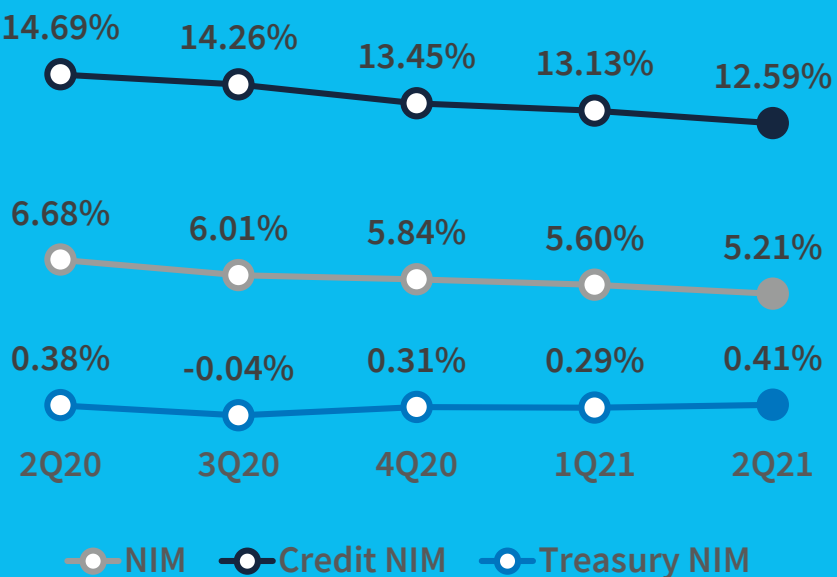 14.69% 14.26% 13.45% 13.13% 12.59%
6.68% 6.01% 5.84% 5.60% 5.21%
0.38% -0.04% 0.31% 0.29% 0.41%
2Q20 3Q20 4Q20 1Q21 2Q21
NIM Credit NIM Treasury NIM